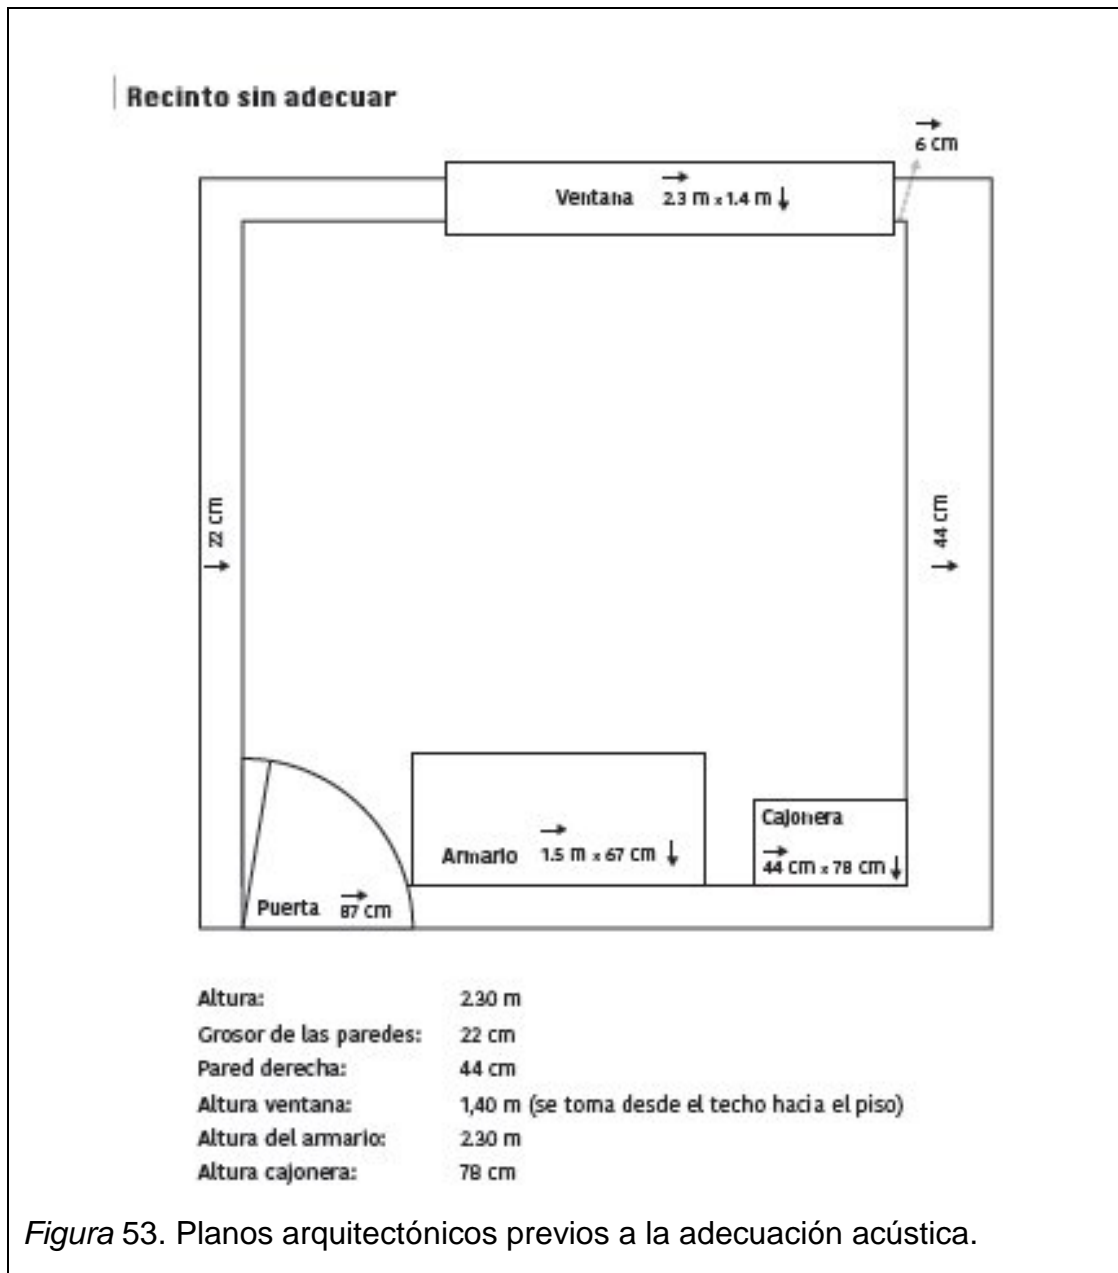 Recinto sin adecuar
→ 6 cm
Ventana → 2.3 m x 1.4 m ↓
→ 22 cm
→ 44 cm
Cajonera
→ 44 cm x 78 cm ↓
Armario → 1.5 m x 67 cm ↓
Puerta → 87 cm
Altura: 2.30 m
Grosor de las paredes: 22 cm
Pared derecha: 44 cm
Altura ventana: 1,40 m (se toma desde el techo hacia el piso)
Altura del armario: 2.30 m
Altura cajonera: 78 cm
Figura 53. Planos arquitectónicos previos a la adecuación acústica.